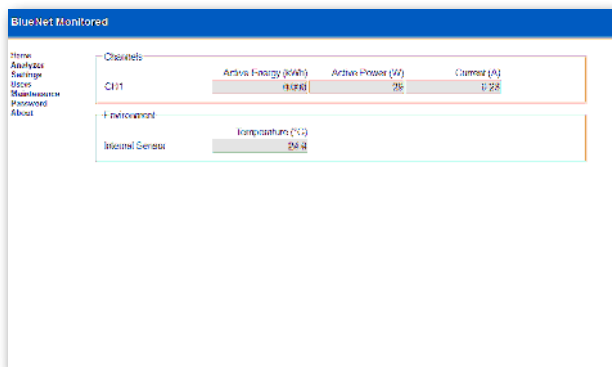 BlueNet Monitored
Home
Analyzer
Settings
Users
Maintenance
Password
About
Channels
Active Energy (kWh) Active Power (W) Current (A)
CH1
Environment
Temperature (°C)
Internal Sensor